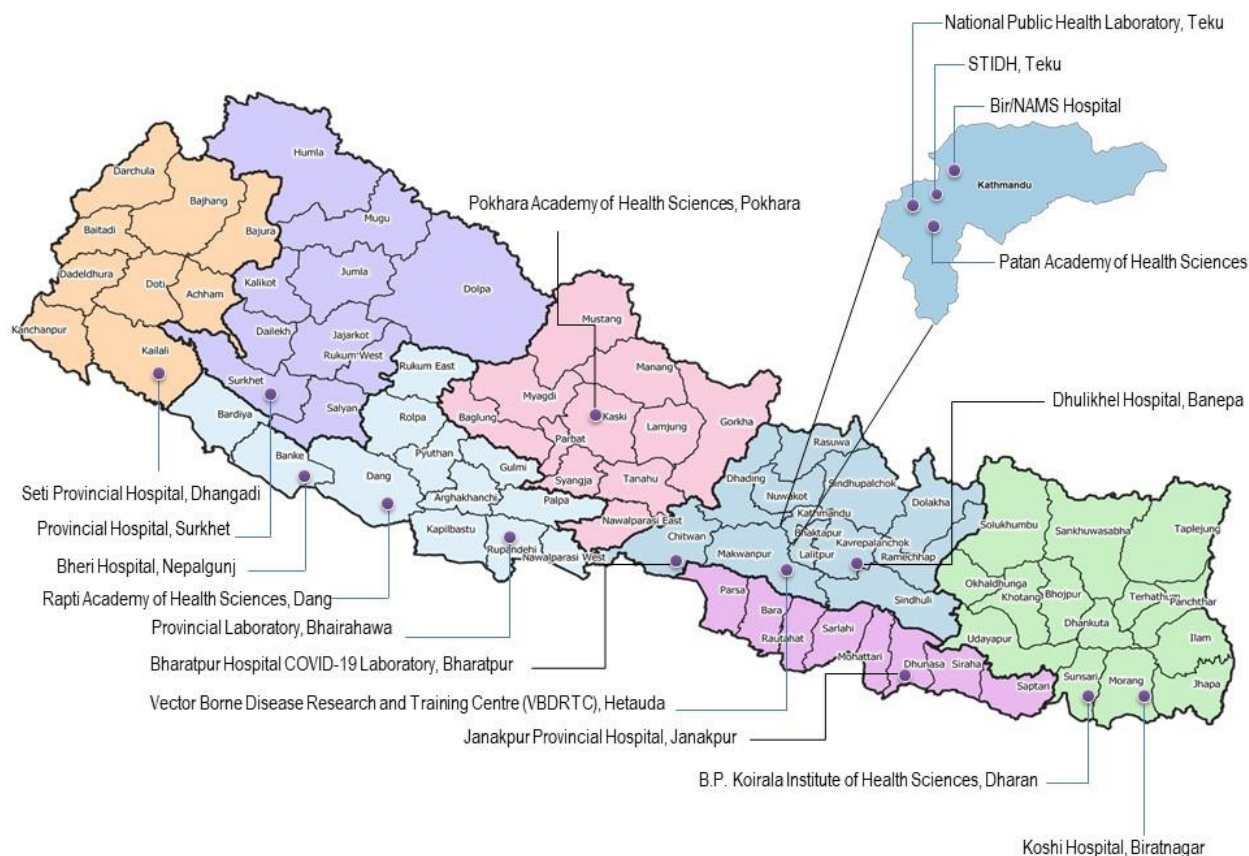 National Public Health Laboratory, Teku
STIDH, Teku
Bir/NAMS Hospital
Kathmandu
Patan Academy of Health Sciences
Pokhara Academy of Health Sciences, Pokhara
Dhulikhel Hospital, Banepa
Humla
Darchula
Bajhang
Mugu
Baitadi
Bajura
Dadeldhura
Doti
Achham
Kalikot
Jumla
Dolpa
Kanchanpur
Kailali
Dailekh
Jajarkot
Rukum West
Surkhet
Salyan
Rukum East
Mustang
Manang
Myagdi
Baglung
Kaski
Lamjung
Gorkha
Parbat
Syangja
Tanahu
Nawalparasi East
Bardiya
Banke
Rolpa
Pyuthan
Dang
Gulmi
Arghakhanchi
Palpa
Kapilbastu
Rupandehi
Nawalparasi West
Rasuwa
Dhading
Nuwakot
Sindhupalchok
Dolakha
Kathmandu
Bhaktapur
Kavrepalanchok
Chitwan
Makwanpur
Lalitpur
Ramechhap
Sindhuli
Parsa
Bara
Rautahat
Sarlahi
Mohattari
Dhunasa
Siraha
Saptari
Solukhumbu
Sankhuwasabha
Taplejung
Okhaldhunga
Khotang
Bhojpur
Terhathum
Panchthar
Dhankuta
Udayapur
Ilam
Sunsari
Morang
Jhapa
Seti Provincial Hospital, Dhangadi
Provincial Hospital, Surkhet
Bheri Hospital, Nepalgunj
Rapti Academy of Health Sciences, Dang
Provincial Laboratory, Bhairahawa
Bharatpur Hospital COVID-19 Laboratory, Bharatpur
Vector Borne Disease Research and Training Centre (VBDRTC), Hetauda
Janakpur Provincial Hospital, Janakpur
B.P. Koirala Institute of Health Sciences, Dharan
Koshi Hospital, Biratnagar